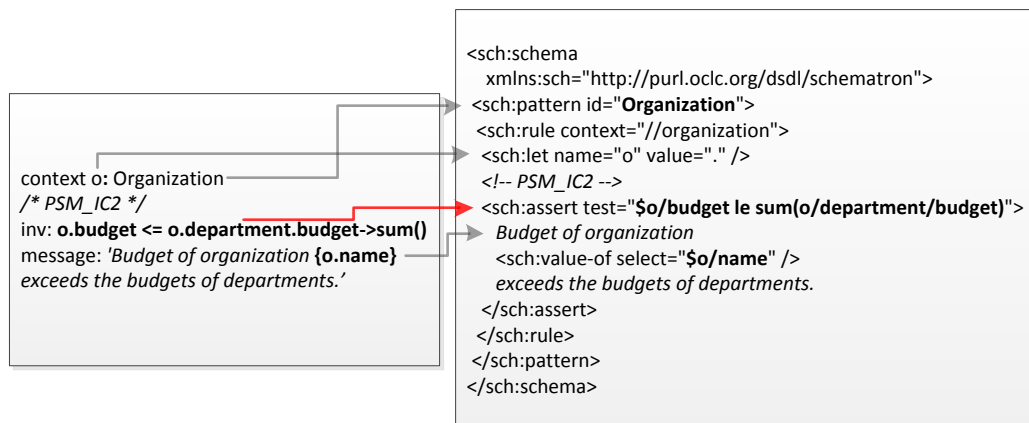 context o: Organization
/* PSM_IC2 */
inv: o.budget <= o.department.budget->sum()
message: 'Budget of organization {o.name}
exceeds the budgets of departments.’
<sch:schema
xmlns:sch="http://purl.oclc.org/dsdl/schematron">
<sch:pattern id="Organization">
<sch:rule context="//organization">
<sch:let name="o" value="." />
<!-- PSM_IC2 -->
<sch:assert test="$o/budget le sum(o/department/budget)">
Budget of organization
<sch:value-of select="$o/name" />
exceeds the budgets of departments.
</sch:assert>
</sch:rule>
</sch:pattern>
</sch:schema>